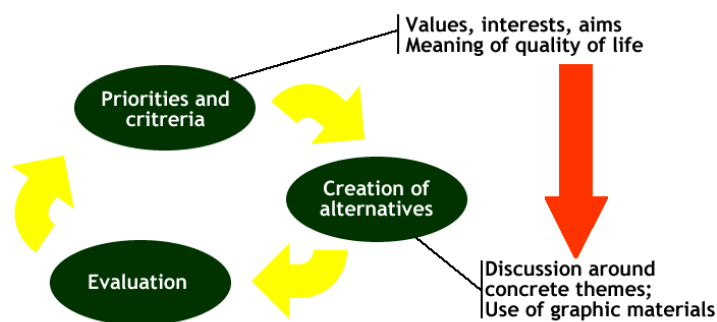 Values, interests, aims
Meaning of quality of life
Priorities and
critreria
Creation of
alternatives
Evaluation
Discussion around
concrete themes;
Use of graphic materials